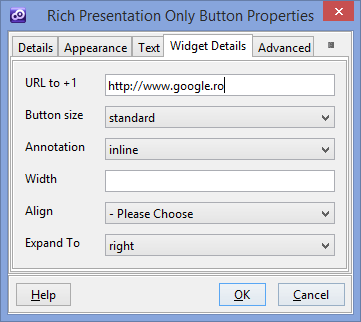 Rich Presentation Only Button Properties
Details Appearance Text Widget Details Advanced
URL to +1 http://www.google.ro
Button size standard
Annotation inline
Width
Align - Please Choose
Expand To right
Help OK Cancel